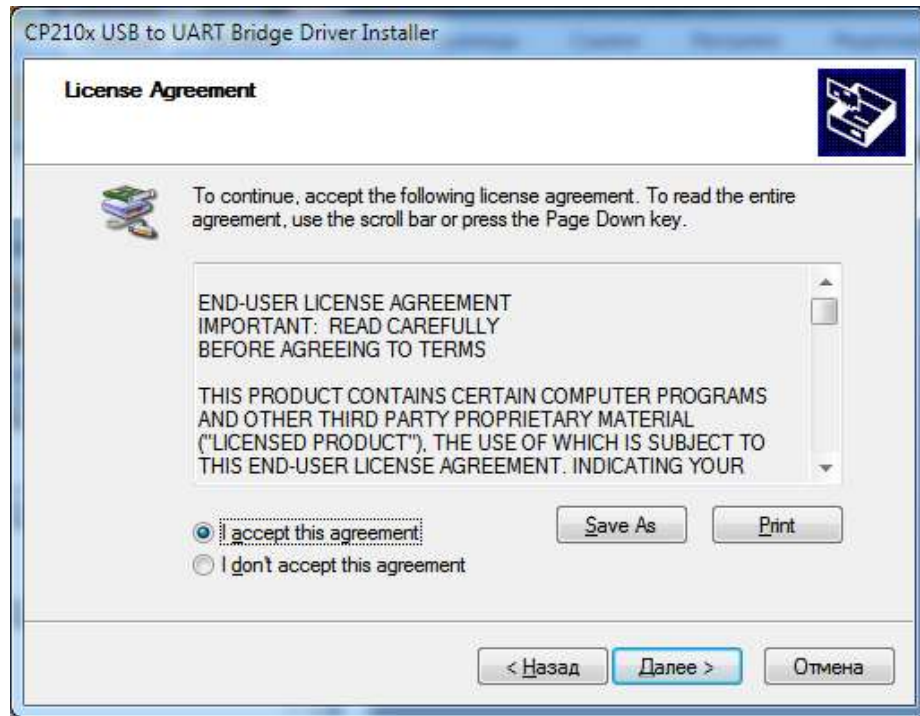 CP210x USB to UART Bridge Driver Installer
License Agreement
To continue, accept the following license agreement. To read the entire
agreement, use the scroll bar or press the Page Down key.
END-USER LICENSE AGREEMENT
IMPORTANT: READ CAREFULLY
BEFORE AGREEING TO TERMS
THIS PRODUCT CONTAINS CERTAIN COMPUTER PROGRAMS
AND OTHER THIRD PARTY PROPRIETARY MATERIAL
("LICENSED PRODUCT"), THE USE OF WHICH IS SUBJECT TO
THIS END-USER LICENSE AGREEMENT. INDICATING YOUR
I accept this agreement
Save As
Print
I don't accept this agreement
< Назад
Далее >
Отмена